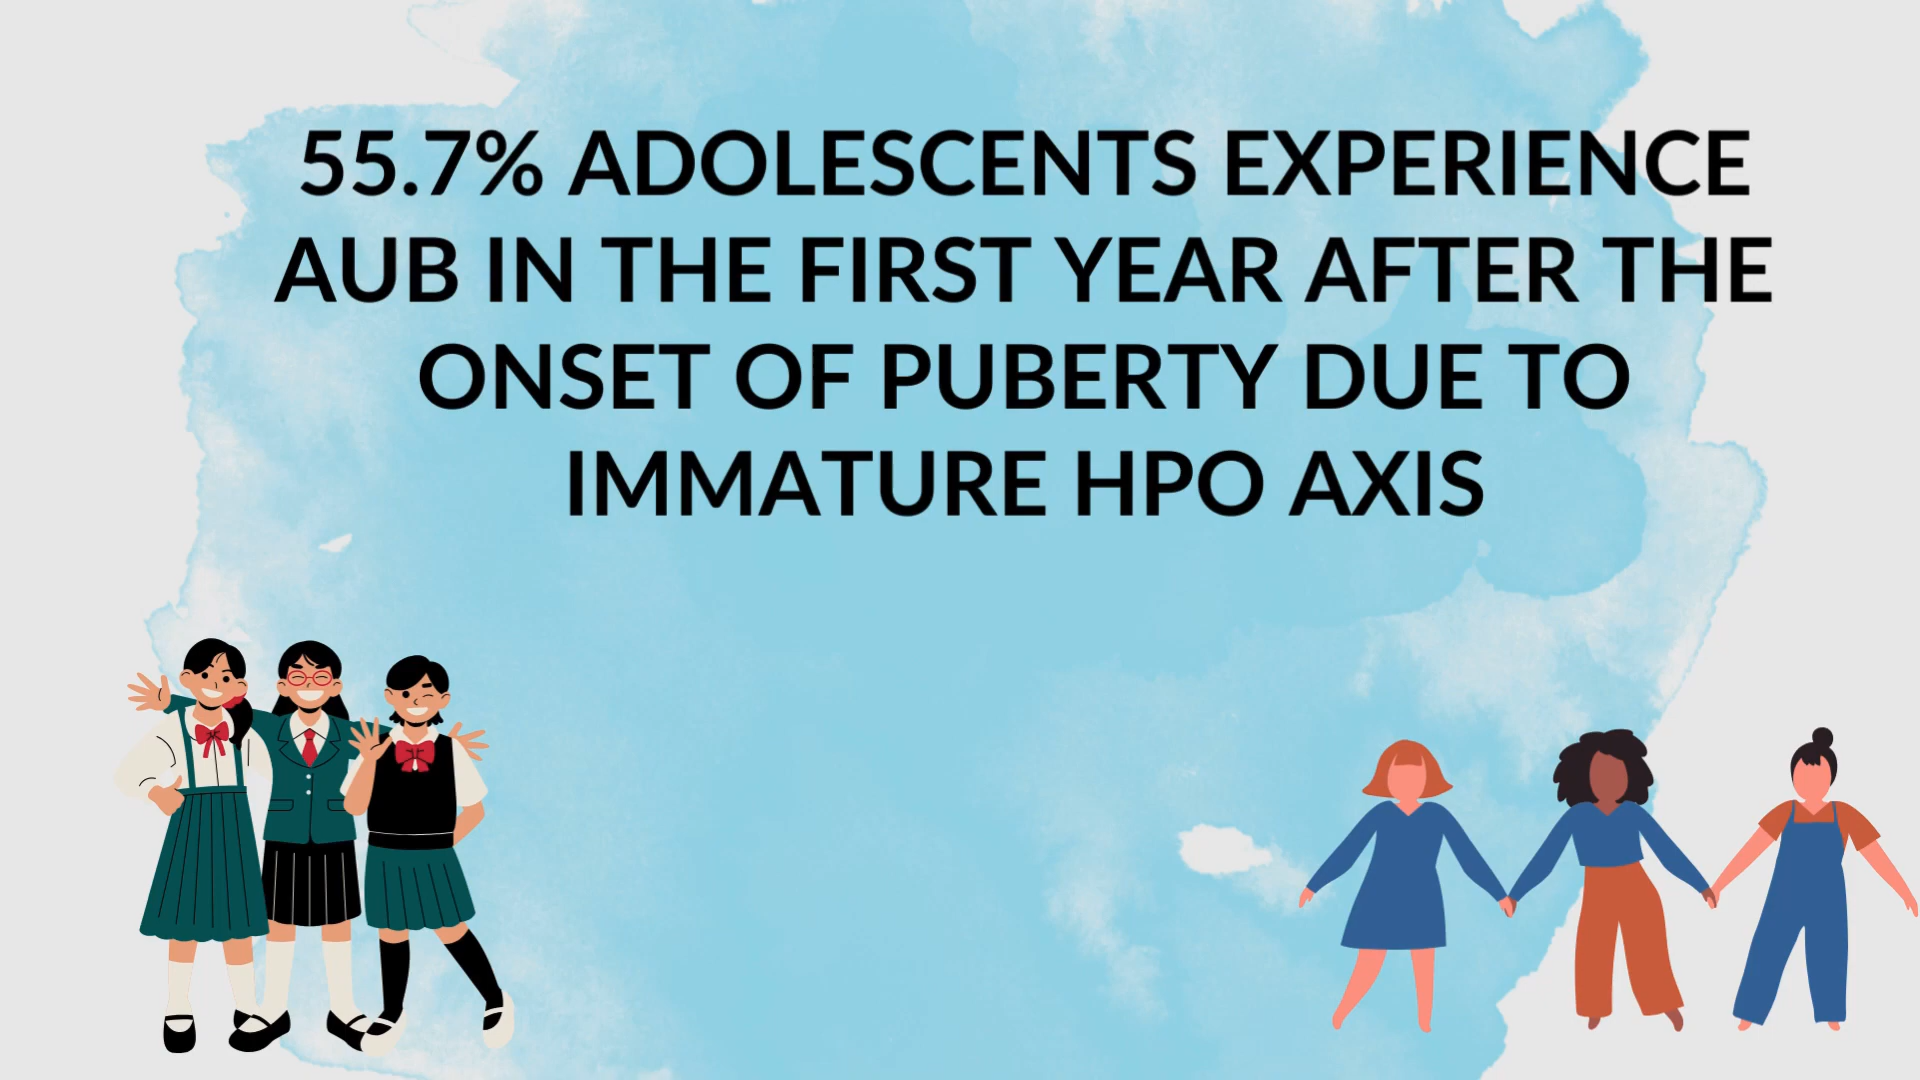 55.7% ADOLESCENTS EXPERIENCE
AUB IN THE FIRST YEAR AFTER THE
ONSET OF PUBERTY DUE TO
IMMATURE HPO AXIS